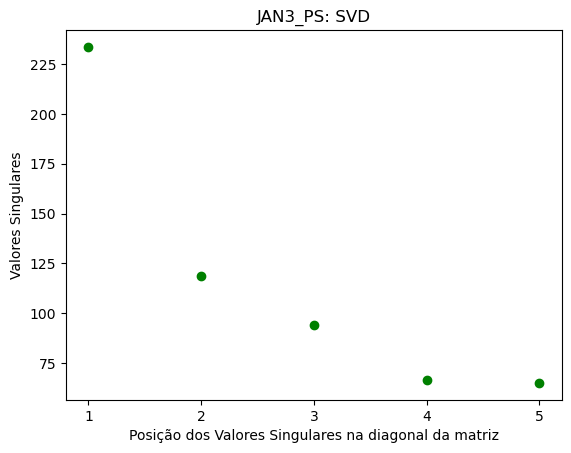 JAN3_PS: SVD
Valores Singulares
225
200
175
150
125
100
75
1 2 3 4 5
Posição dos Valores Singulares na diagonal da matriz